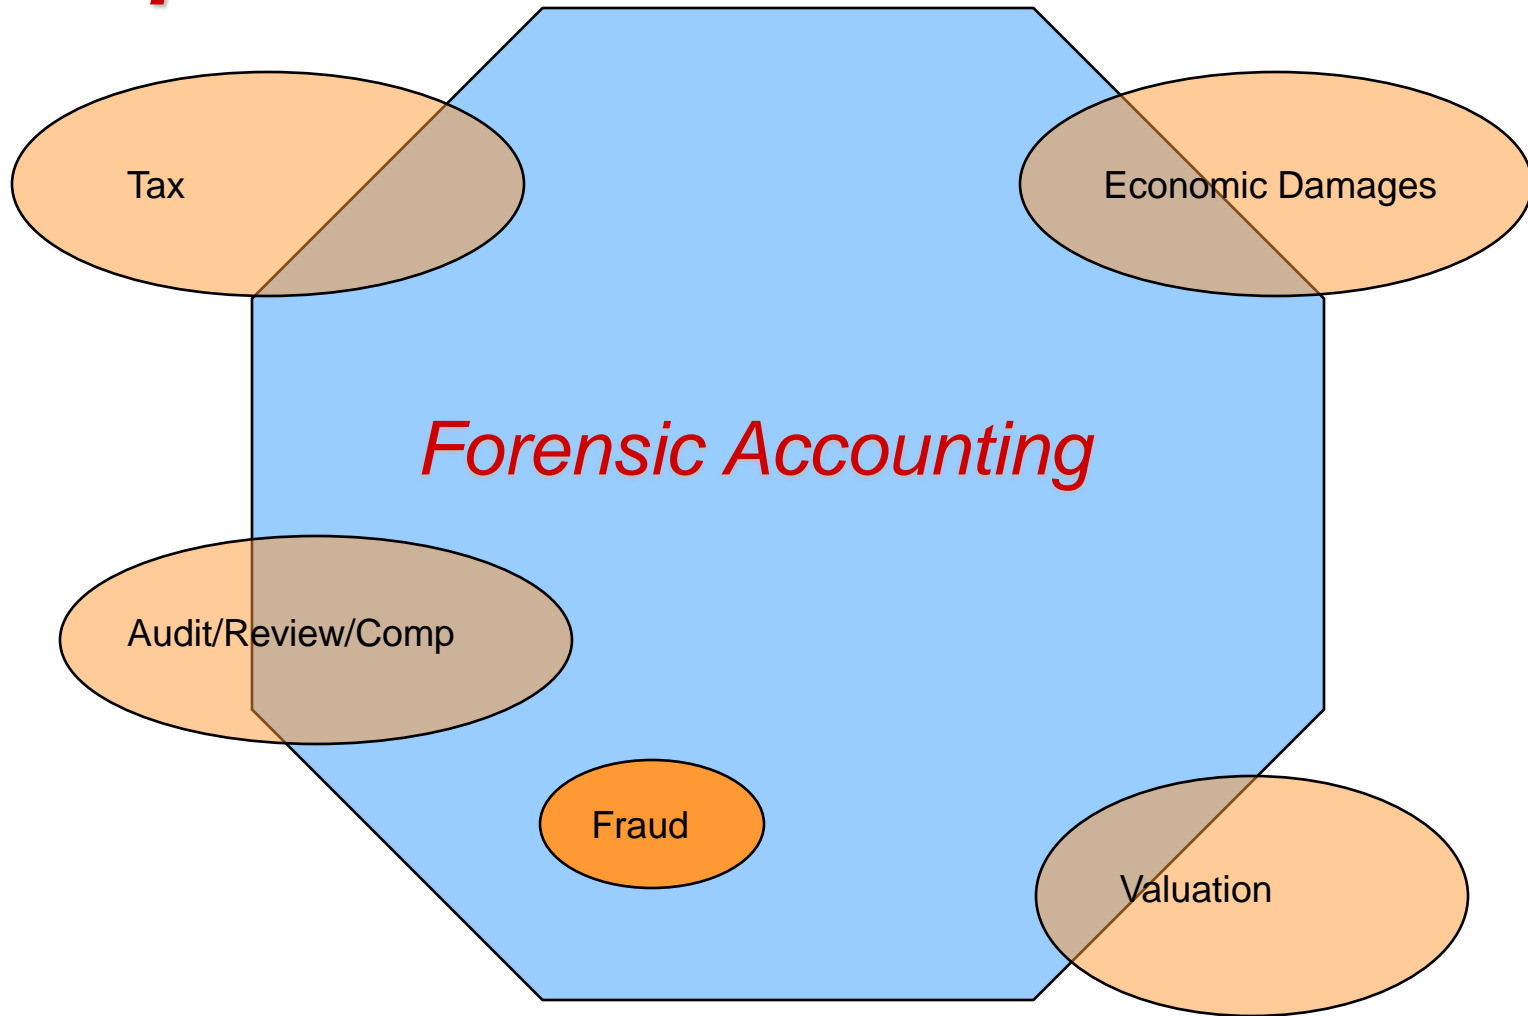 Tax
Economic Damages
Forensic Accounting
Audit/Review/Comp
Fraud
Valuation